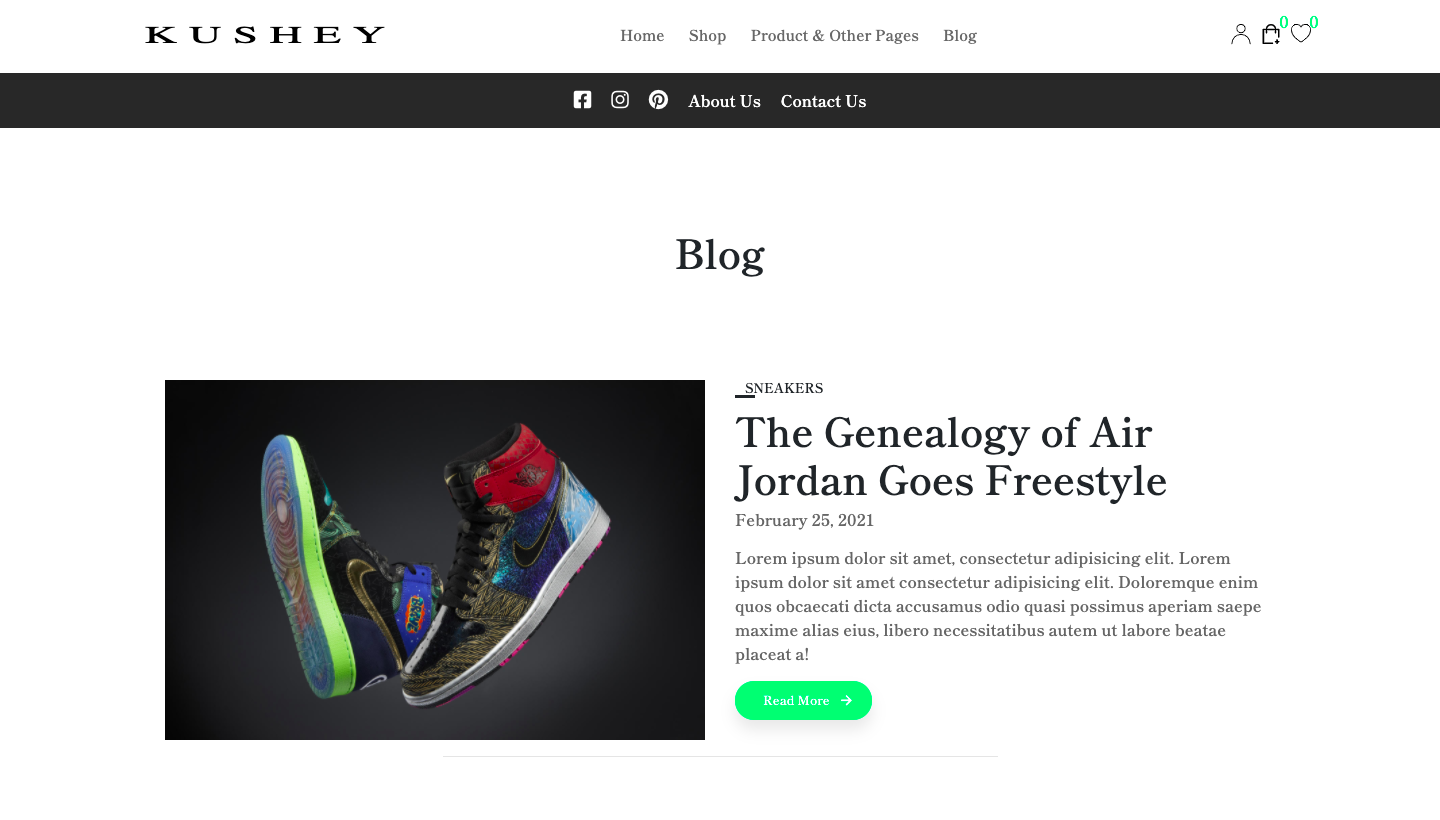 KUSHEY
Home Shop Product & Other Pages Blog
0 0
About Us Contact Us
Blog
SNEAKERS
The Genealogy of Air
Jordan Goes Freestyle
February 25, 2021
Lorem ipsum dolor sit amet, consectetur adipisicing elit. Lorem
ipsum dolor sit amet consectetur adipisicing elit. Doloremque enim
quos obcaecati dicta accusamus odio quasi possimus aperiam saepe
maxime alias eius, libero necessitatibus autem ut labore beatae
placeat a!
Read More